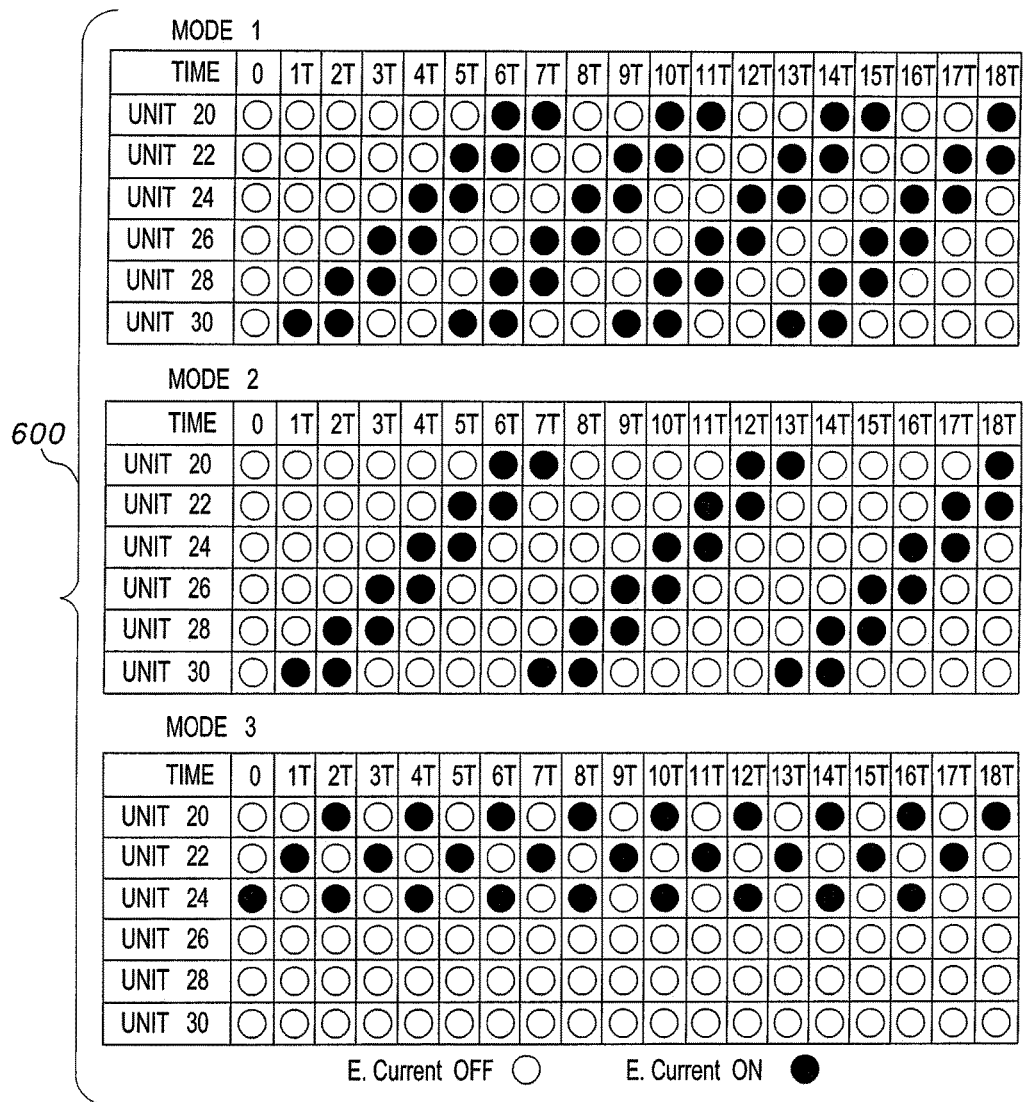 MODE 1
TIME 0 1T 2T 3T 4T 5T 6T 7T 8T 9T 10T 11T 12T 13T 14T 15T 16T 17T 18T
UNIT 20
UNIT 22
UNIT 24
UNIT 26
UNIT 28
UNIT 30
MODE 2
600
TIME 0 1T 2T 3T 4T 5T 6T 7T 8T 9T 10T 11T 12T 13T 14T 15T 16T 17T 18T
UNIT 20
UNIT 22
UNIT 24
UNIT 26
UNIT 28
UNIT 30
MODE 3
TIME 0 1T 2T 3T 4T 5T 6T 7T 8T 9T 10T 11T 12T 13T 14T 15T 16T 17T 18T
UNIT 20
UNIT 22
UNIT 24
UNIT 26
UNIT 28
UNIT 30
E. Current OFF E. Current ON